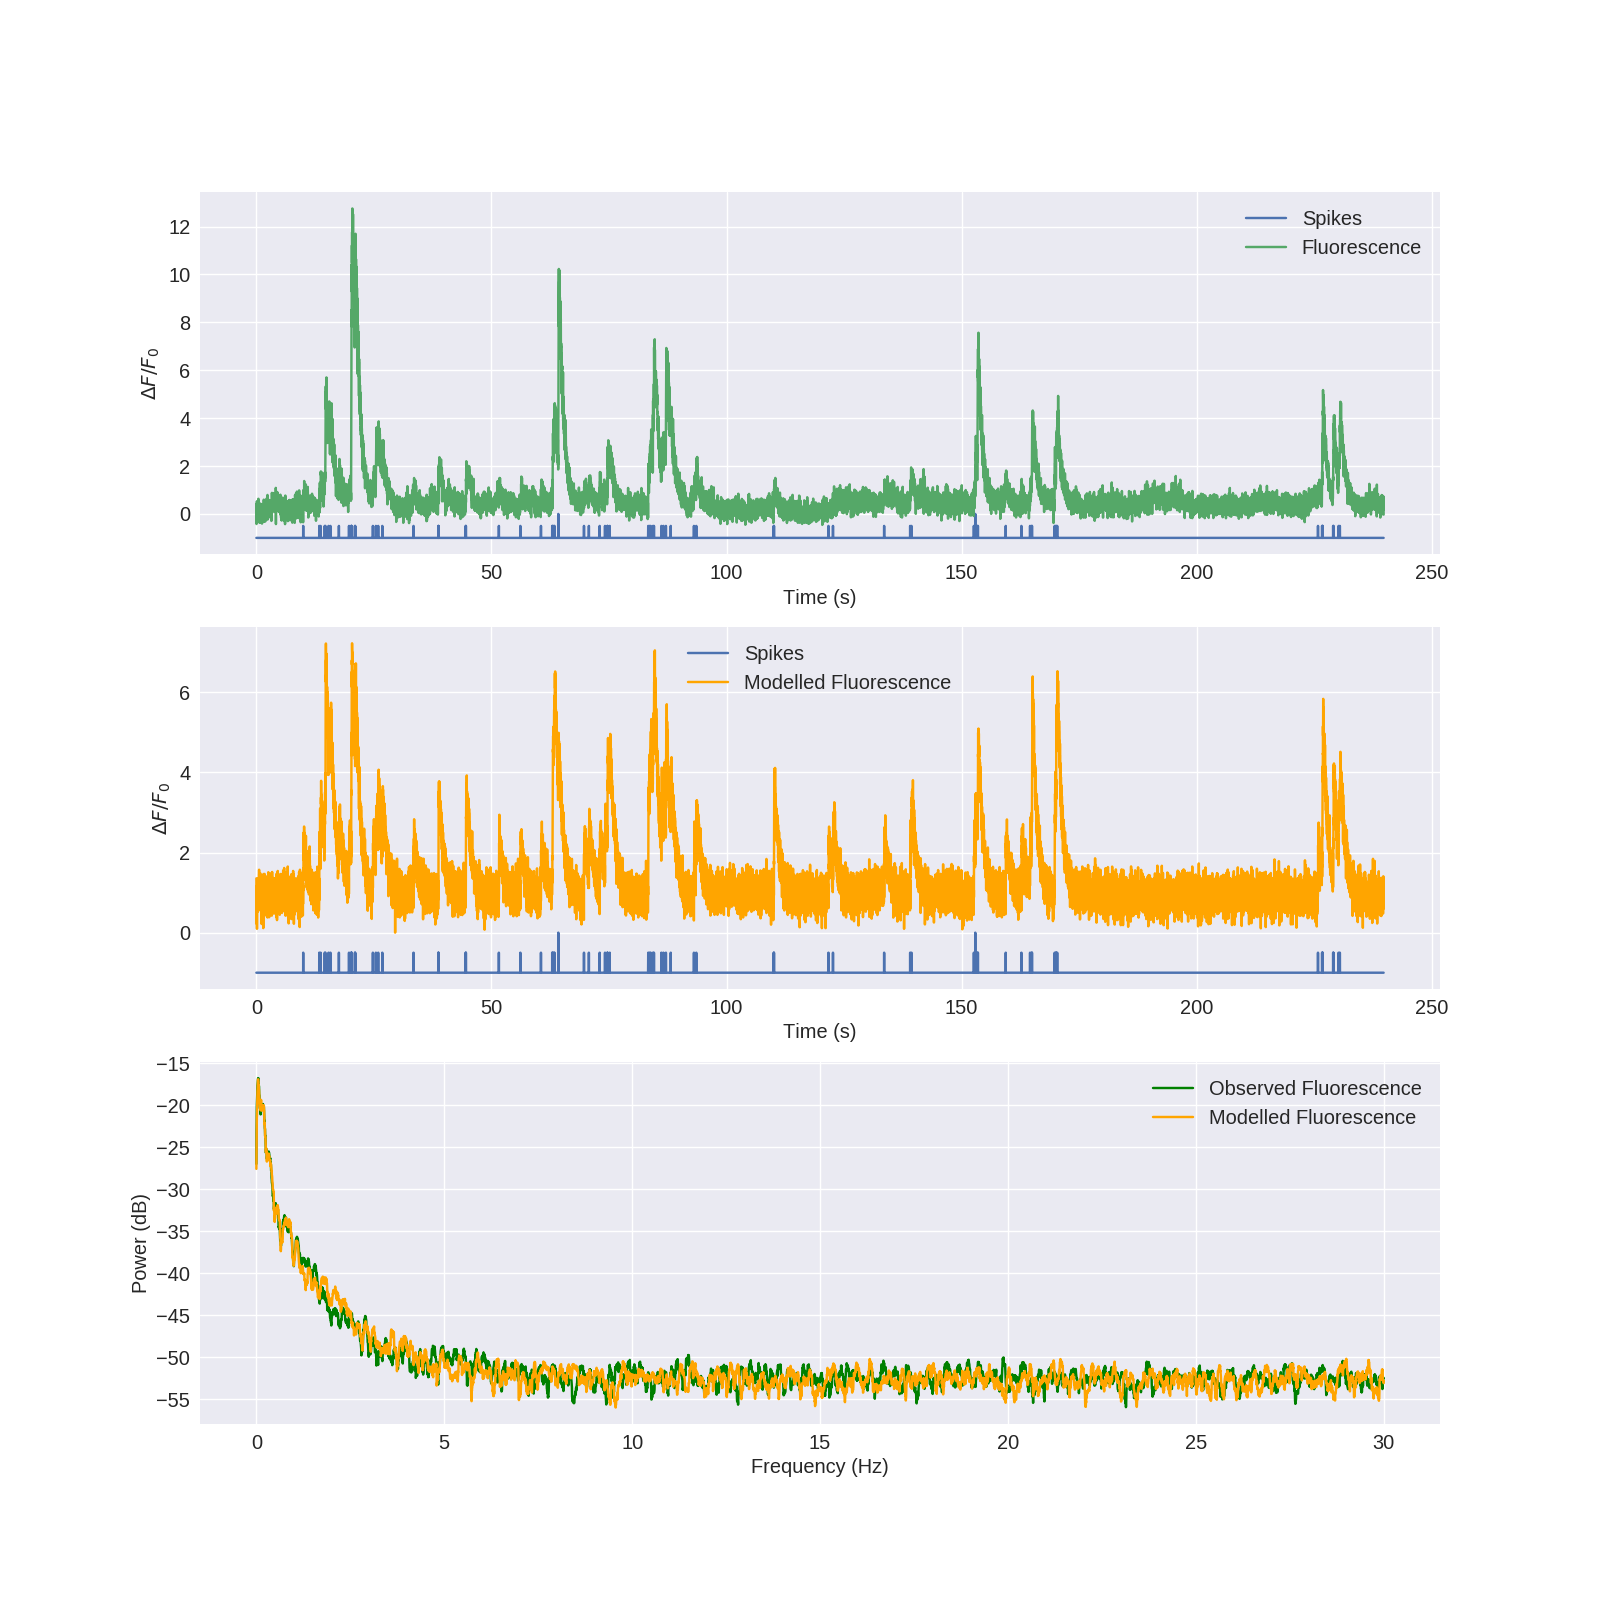 12
10
8
6
4
2
0
ΔF/F0
Spikes
Fluorescence
0 50 100 150 200 250
Time (s)
6
4
2
0
ΔF/F0
Spikes
Modelled Fluorescence
0 50 100 150 200 250
Time (s)
−15
−20
−25
−30
−35
−40
−45
−50
−55
Power (dB)
Observed Fluorescence
Modelled Fluorescence
0 5 10 15 20 25 30
Frequency (Hz)